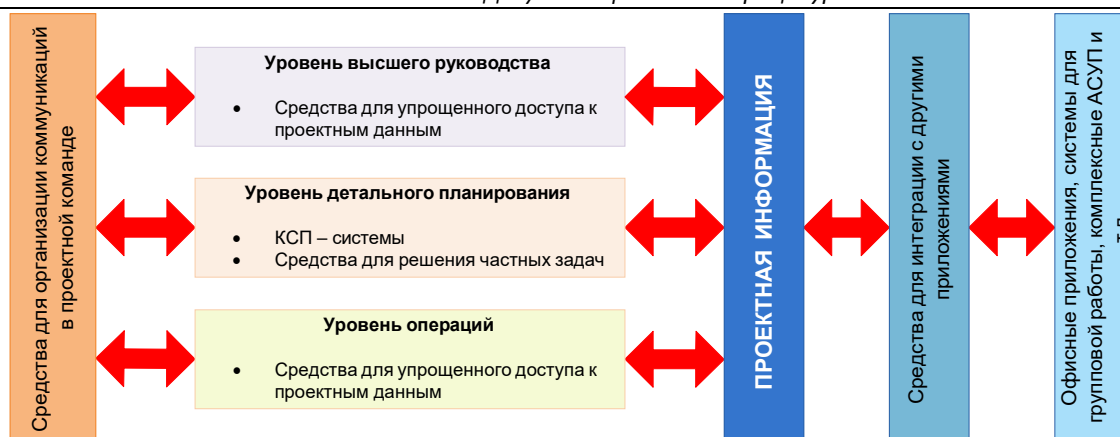 Средства для организации коммуникаций
в проектной команде
Уровень высшего руководства
• Средства для упрощенного доступа к
проектным данным
Уровень детального планирования
• КСП – системы
• Средства для решения частных задач
Уровень операций
• Средства для упрощенного доступа к
проектным данным
ПРОЕКТНАЯ ИНФОРМАЦИЯ
Средства для интеграции с другими
приложениями
Офисные приложения, системы для
групповой работы, комплексные АСУП и